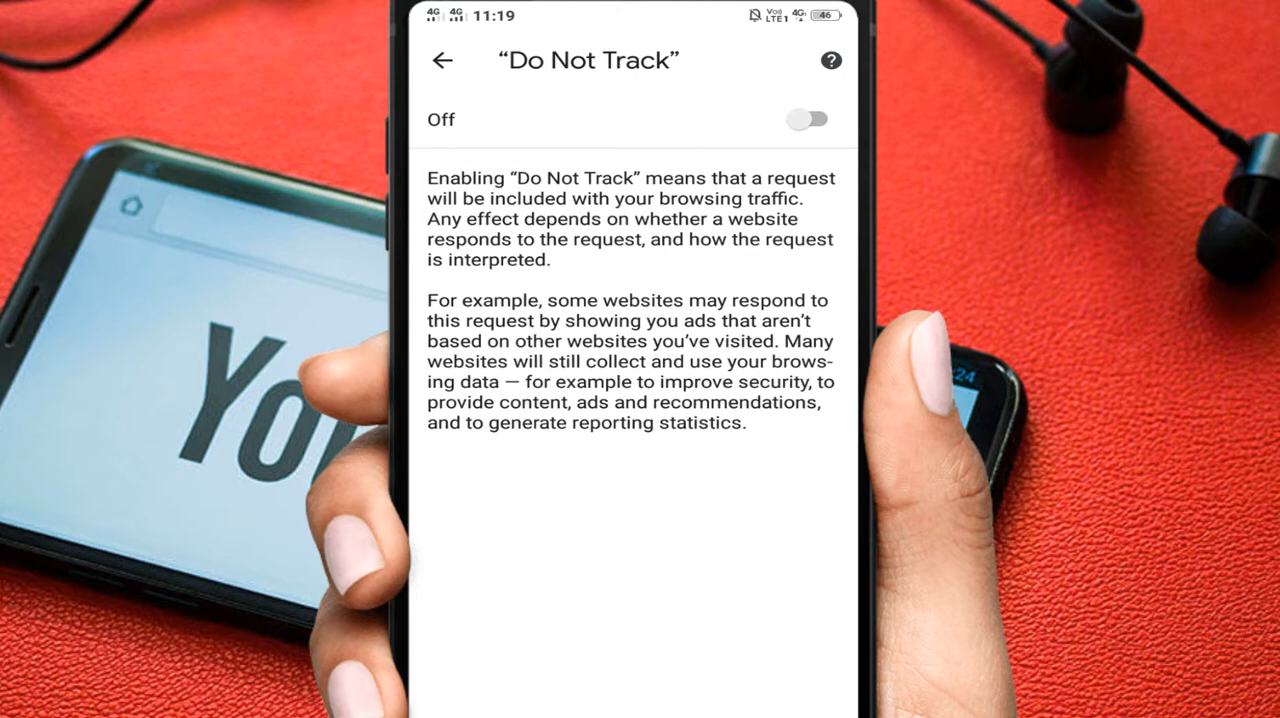 4G 4G 11:19 Vo) LTE1 4G 46
“Do Not Track”
Off
Enabling “Do Not Track” means that a request
will be included with your browsing traffic.
Any effect depends on whether a website
responds to the request, and how the request
is interpreted.
For example, some websites may respond to
this request by showing you ads that aren’t
based on other websites you’ve visited. Many
websites will still collect and use your brows-
ing data — for example to improve security, to
provide content, ads and recommendations,
and to generate reporting statistics.
Yo
24